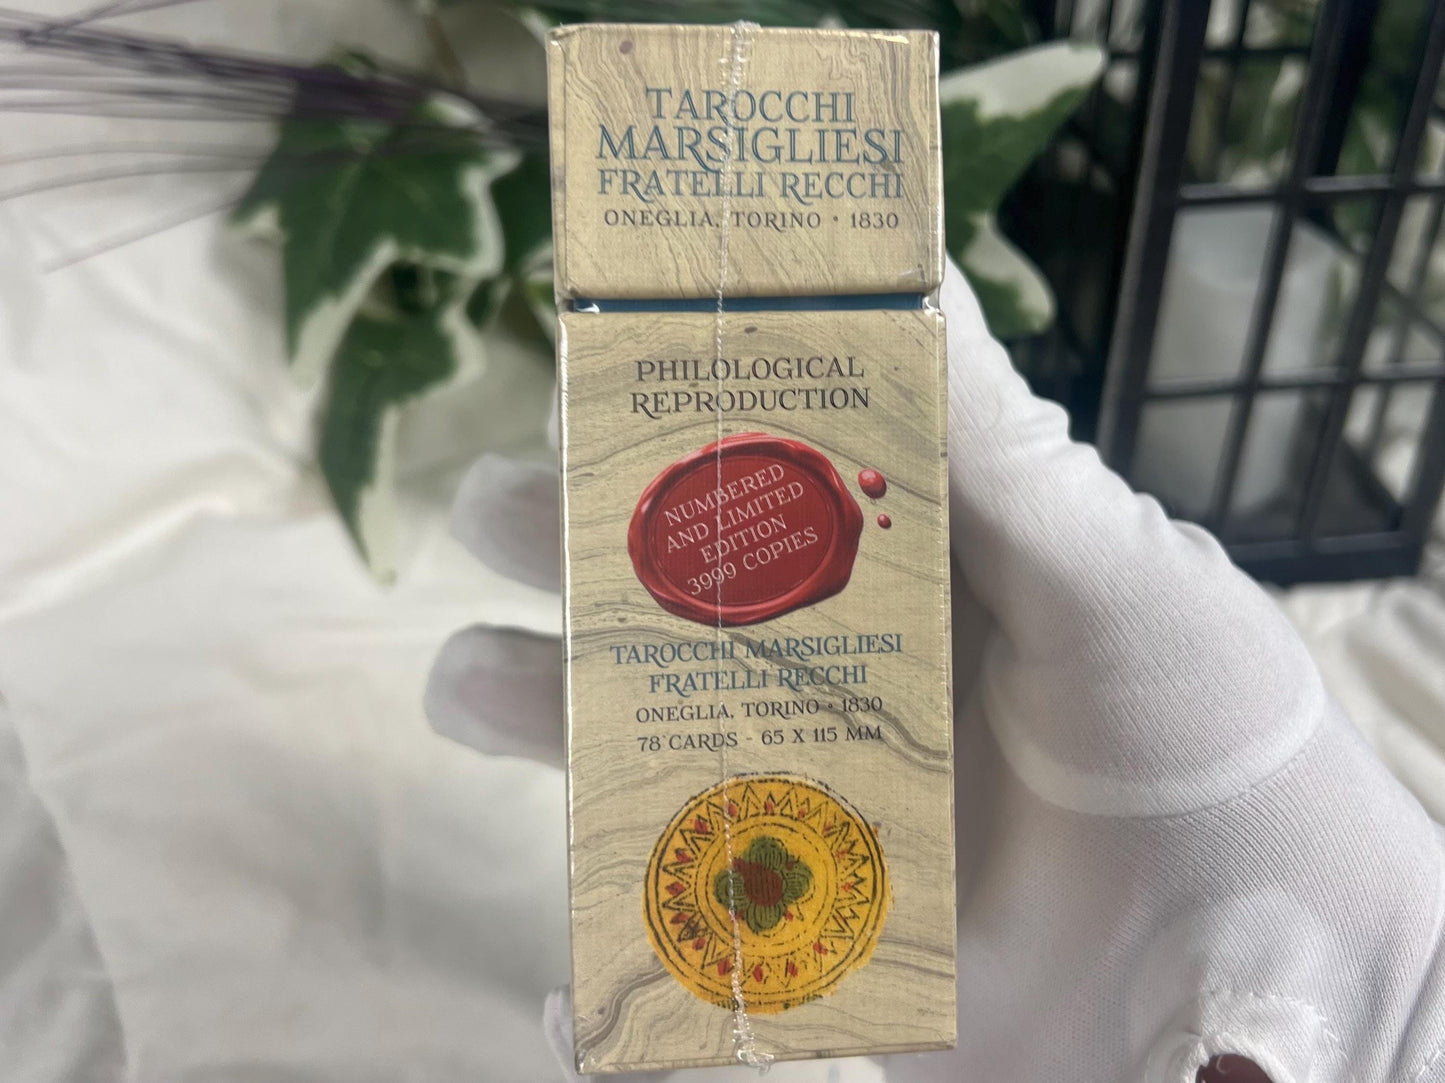 TAROCCHI
MARSIGLIESI
FRATELLI RECCHI
ONEGLIA, TORINO • 1830
PHILOLOGICAL
REPRODUCTION
NUMBERED
AND LIMITED
EDITION
3999 COPIES
TAROCCHI MARSIGLIESI
FRATELLI RECCHI
ONEGLIA, TORINO • 1830
78 CARDS - 65 X 115 MM